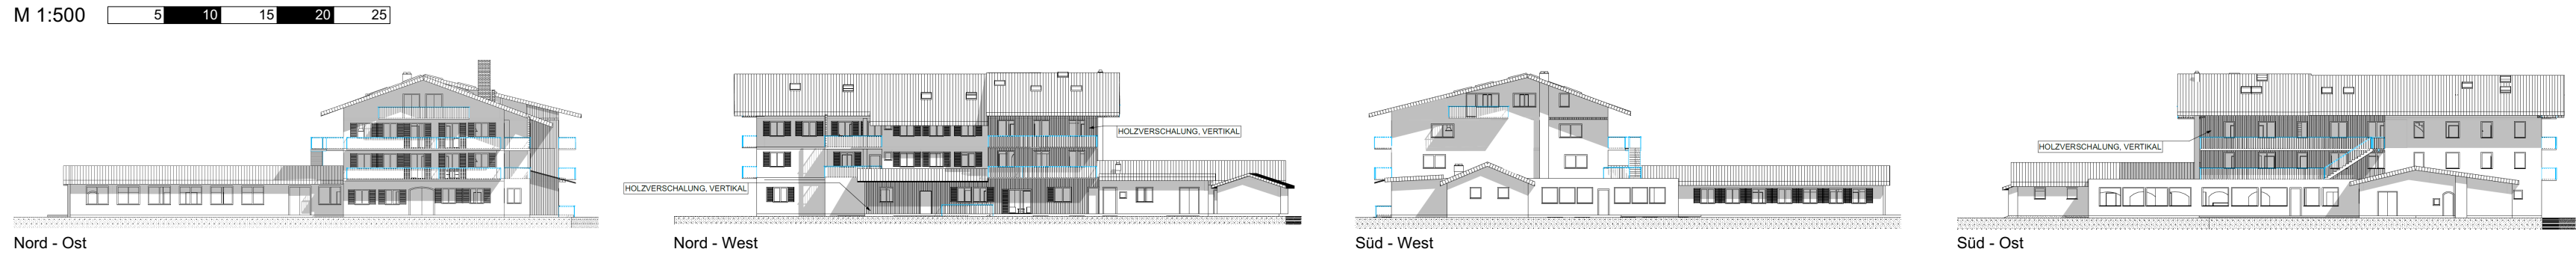 M 1:500 5 10 15 20 25
HOLZVERSCHALUNG, VERTIKAL
HOLZVERSCHALUNG, VERTIKAL
HOLZVERSCHALUNG, VERTIKAL
Nord - Ost
Nord - West
Süd - West
Süd - Ost